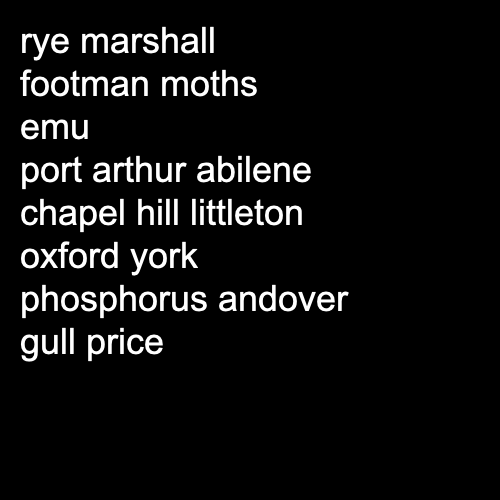 rye marshall
footman moths
emu
port arthur abilene
chapel hill littleton
oxford york
phosphorus andover
gull price